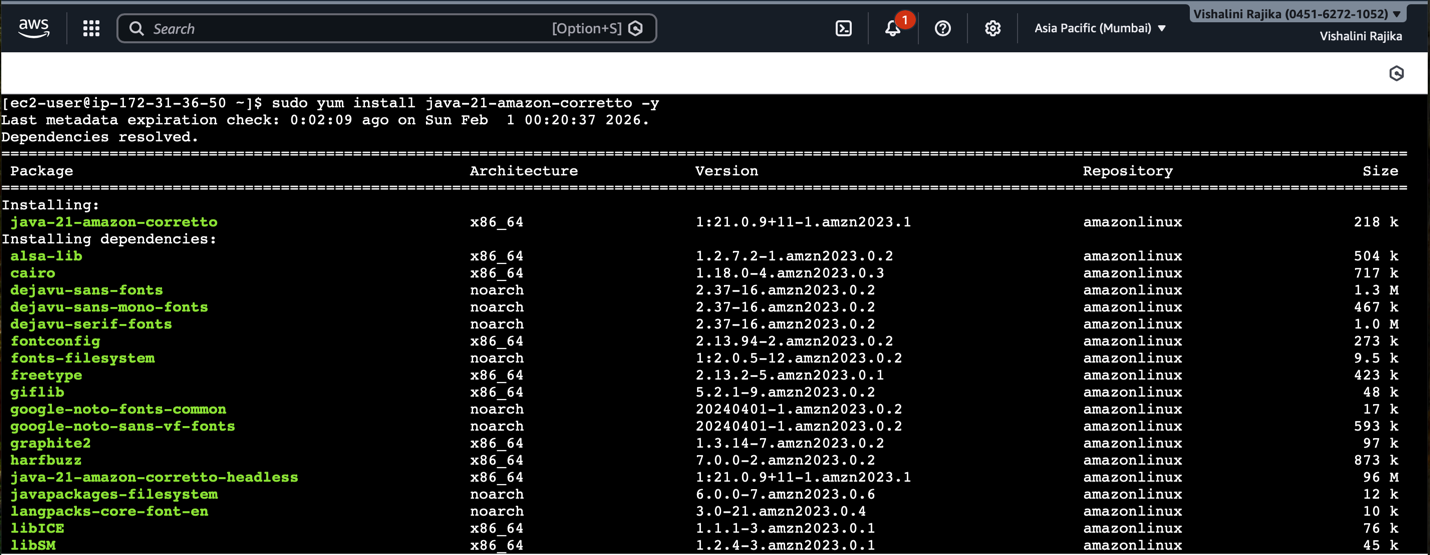 aws
Search [Option+S]
1
Asia Pacific (Mumbai) ▼
Vishalini Rajika (0451-6272-1052) ▼
Vishalini Rajika
[ec2-user@ip-172-31-36-50 ~]$ sudo yum install java-21-amazon-corretto -y
Last metadata expiration check: 0:02:09 ago on Sun Feb  1 00:20:37 2026.
Dependencies resolved.
Package Architecture Version Repository Size
Installing:
java-21-amazon-corretto x86_64 1:21.0.9+11-1.amzn2023.1 amazonlinux 218 k
Installing dependencies:
alsa-lib x86_64 1.2.7.2-1.amzn2023.0.2 amazonlinux 504 k
cairo x86_64 1.18.0-4.amzn2023.0.3 amazonlinux 717 k
dejavu-sans-fonts noarch 2.37-16.amzn2023.0.2 amazonlinux 1.3 M
dejavu-sans-mono-fonts noarch 2.37-16.amzn2023.0.2 amazonlinux 467 k
dejavu-serif-fonts noarch 2.37-16.amzn2023.0.2 amazonlinux 1.0 M
fontconfig x86_64 2.13.94-2.amzn2023.0.2 amazonlinux 273 k
fonts-filesystem noarch 1:2.0.5-12.amzn2023.0.2 amazonlinux 9.5 k
freetype x86_64 2.13.2-5.amzn2023.0.1 amazonlinux 423 k
giflib x86_64 5.2.1-9.amzn2023.0.2 amazonlinux 48 k
google-noto-fonts-common noarch 20240401-1.amzn2023.0.2 amazonlinux 17 k
google-noto-sans-vf-fonts noarch 20240401-1.amzn2023.0.2 amazonlinux 593 k
graphite2 x86_64 1.3.14-7.amzn2023.0.2 amazonlinux 97 k
harfbuzz x86_64 7.0.0-2.amzn2023.0.2 amazonlinux 873 k
java-21-amazon-corretto-headless x86_64 1:21.0.9+11-1.amzn2023.1 amazonlinux 96 M
javapackages-filesystem noarch 6.0.0-7.amzn2023.0.6 amazonlinux 12 k
langpacks-core-font-en noarch 3.0-21.amzn2023.0.4 amazonlinux 10 k
libICE x86_64 1.1.1-3.amzn2023.0.1 amazonlinux 76 k
libSM x86_64 1.2.4-3.amzn2023.0.1 amazonlinux 45 k